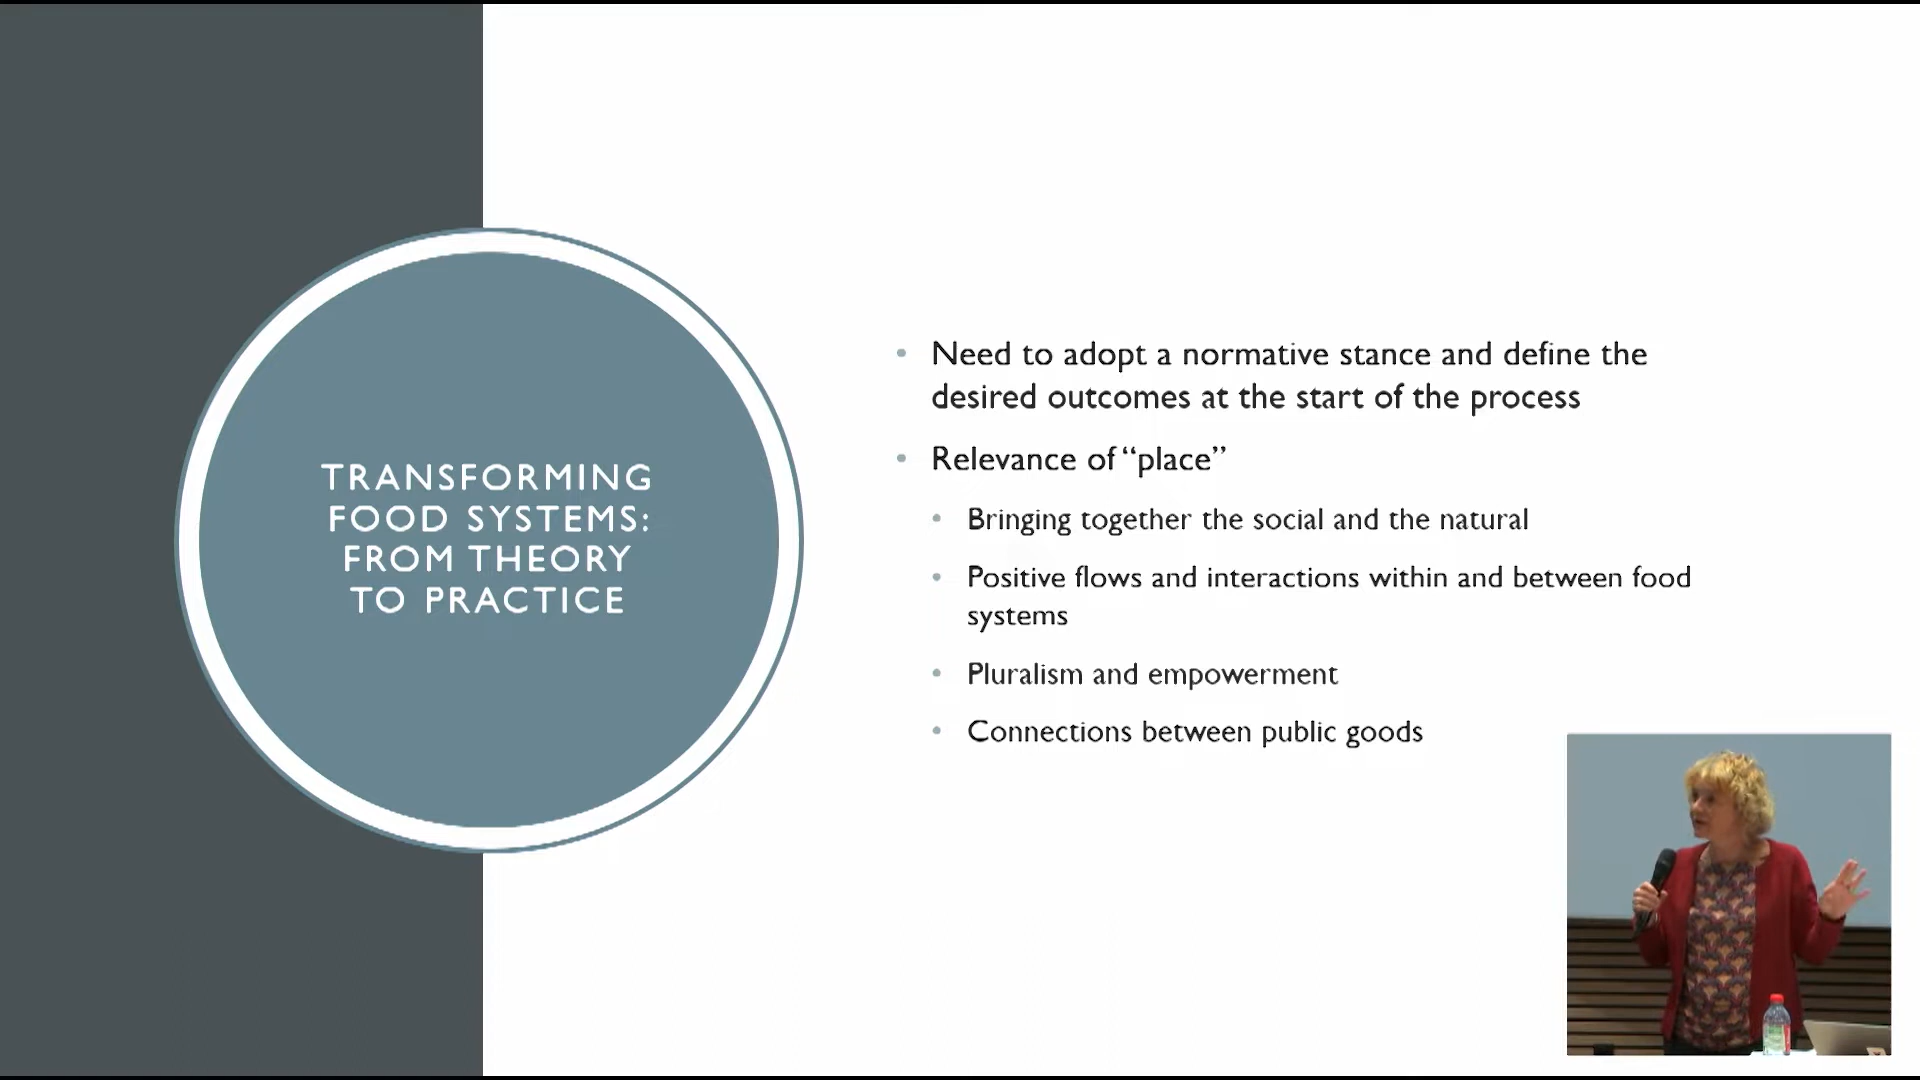 TRANSFORMING
FOOD SYSTEMS:
FROM THEORY
TO PRACTICE
• Need to adopt a normative stance and define the
desired outcomes at the start of the process
• Relevance of “place”
• Bringing together the social and the natural
• Positive flows and interactions within and between food
systems
• Pluralism and empowerment
• Connections between public goods